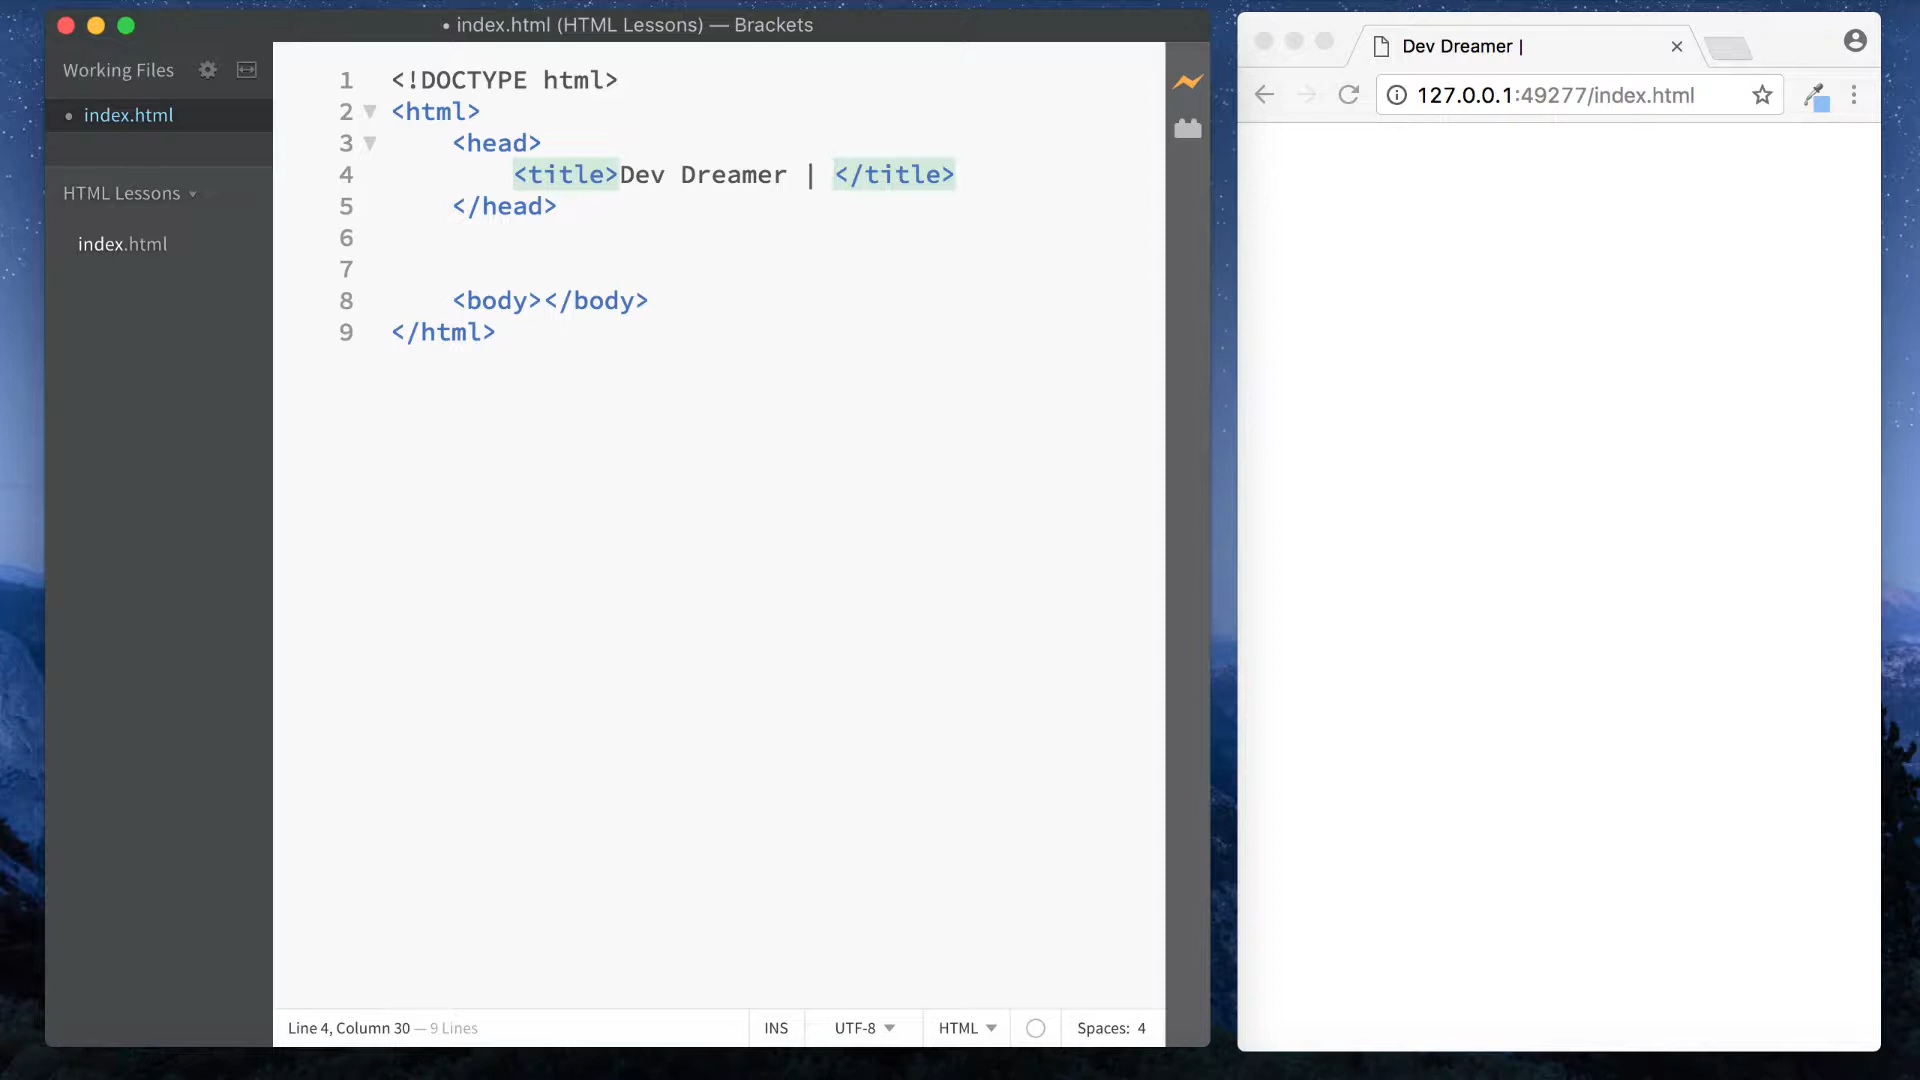 • index.html (HTML Lessons) — Brackets
Working Files
• index.html
HTML Lessons
index.html
1 <!DOCTYPE html>
2 <html>
3 <head>
4 <title>Dev Dreamer | </title>
5 </head>
6
7
8 <body></body>
9 </html>
Line 4, Column 30 — 9 Lines
INS
UTF-8
HTML
Spaces: 4
Dev Dreamer |
127.0.0.1:49277/index.html